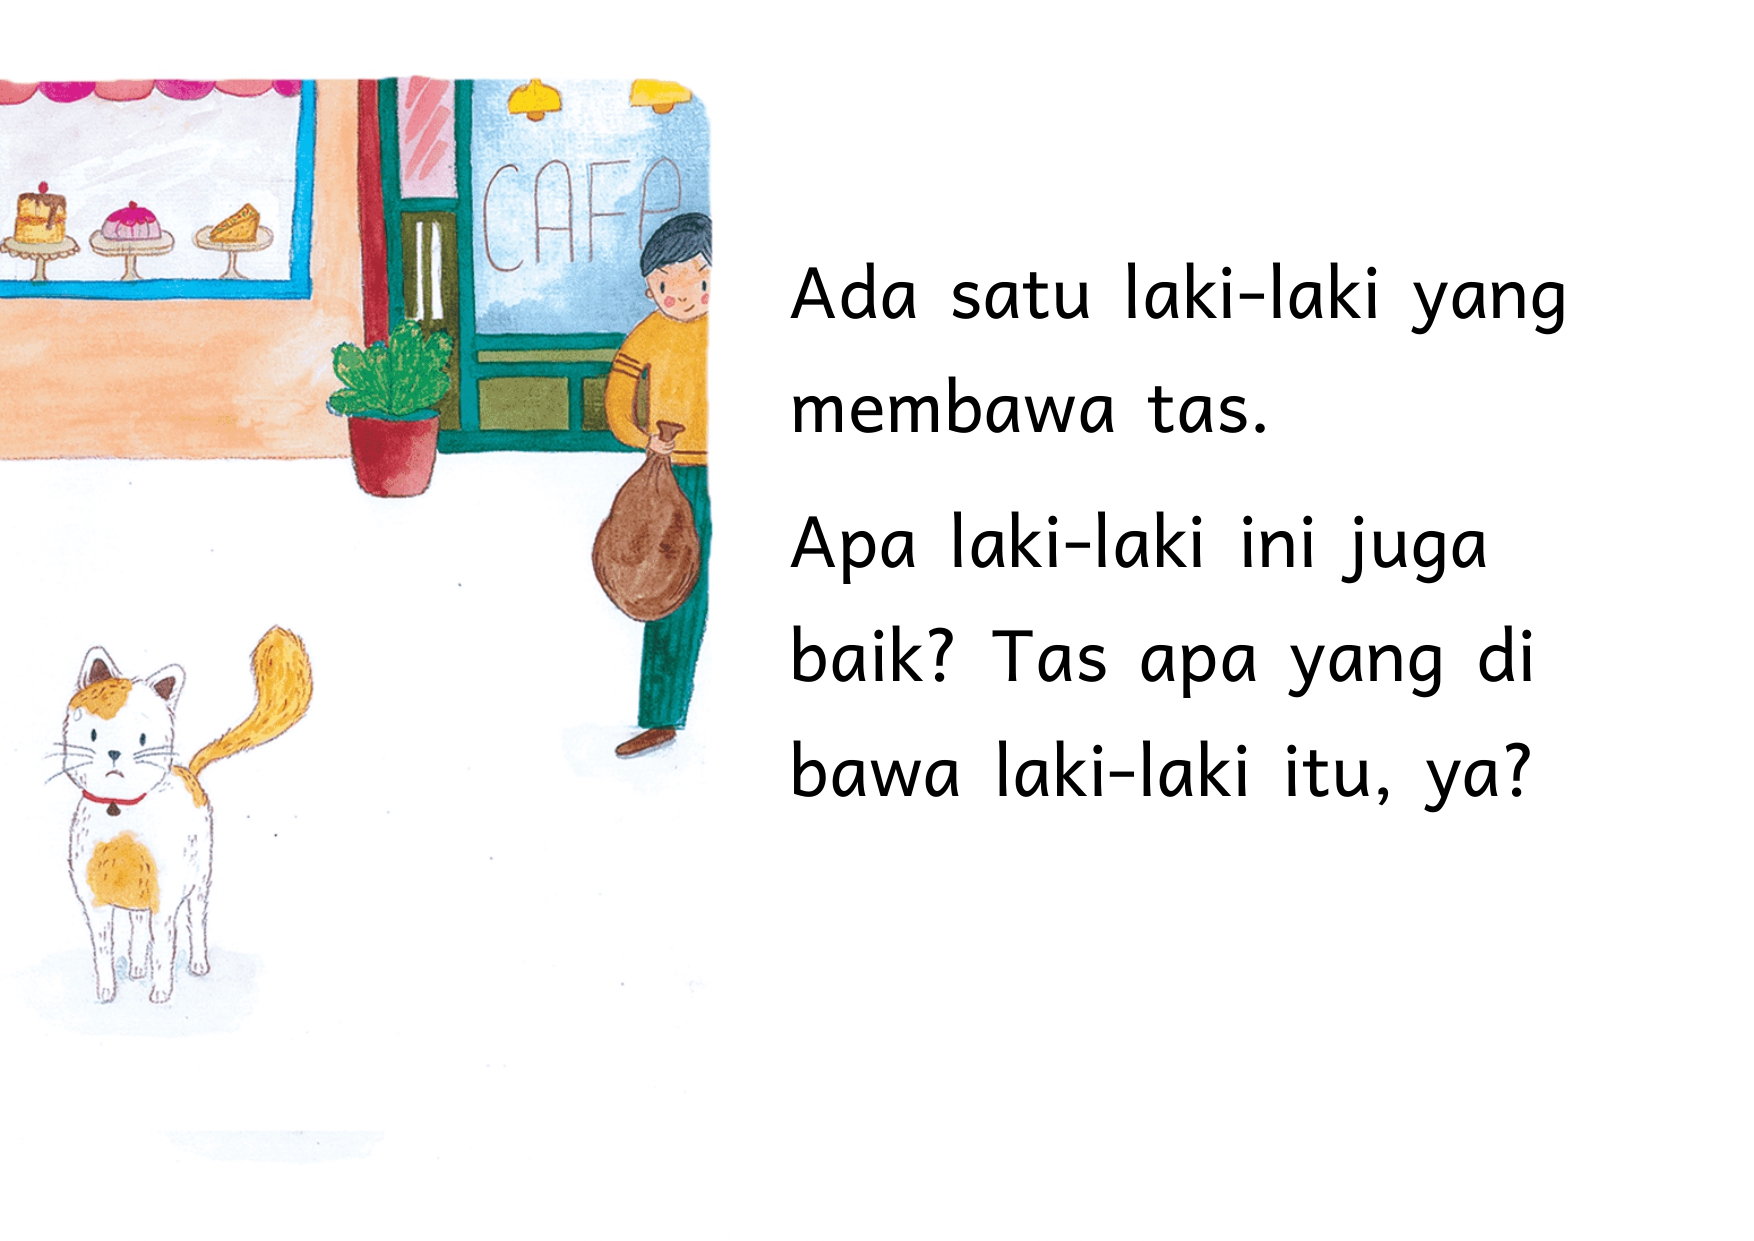 CAFE
Ada satu laki-laki yang
membawa tas.
Apa laki-laki ini juga
baik? Tas apa yang di
bawa laki-laki itu, ya?